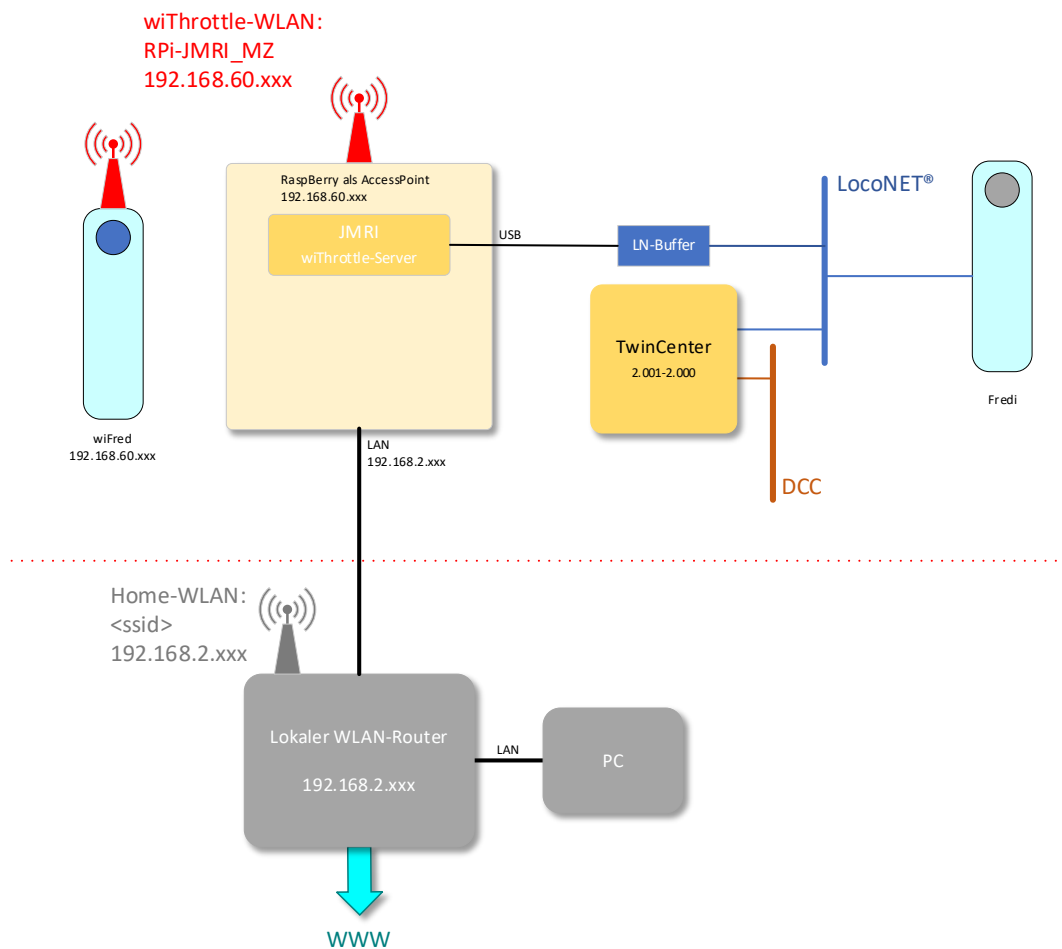 wiThrottle-WLAN:
RPi-JMRI_MZ
192.168.60.xxx
RaspBerry als AccessPoint
192.168.60.xxx
JMRI
wiThrottle-Server
USB
LN-Buffer
LocoNET®
TwinCenter
2.001-2.000
Fredi
wiFred
192.168.60.xxx
LAN
192.168.2.xxx
DCC
Home-WLAN:
<ssid>
192.168.2.xxx
Lokaler WLAN-Router
192.168.2.xxx
LAN
PC
WWW